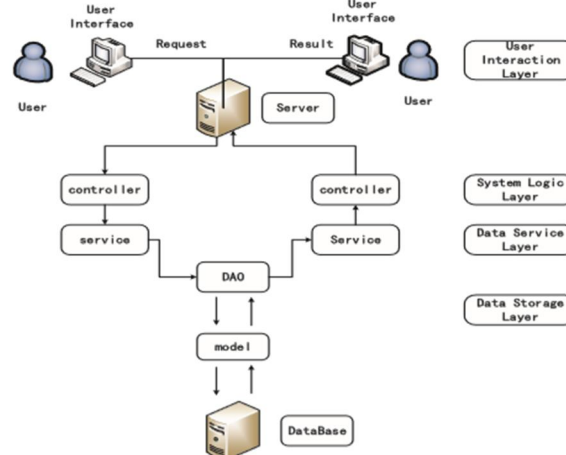 User
Interface
User
Interface
Request
Result
User
Interaction
Layer
User
User
Server
controller
controller
System Logic
Layer
service
Service
Data Service
Layer
DAO
Data Storage
Layer
model
DataBase